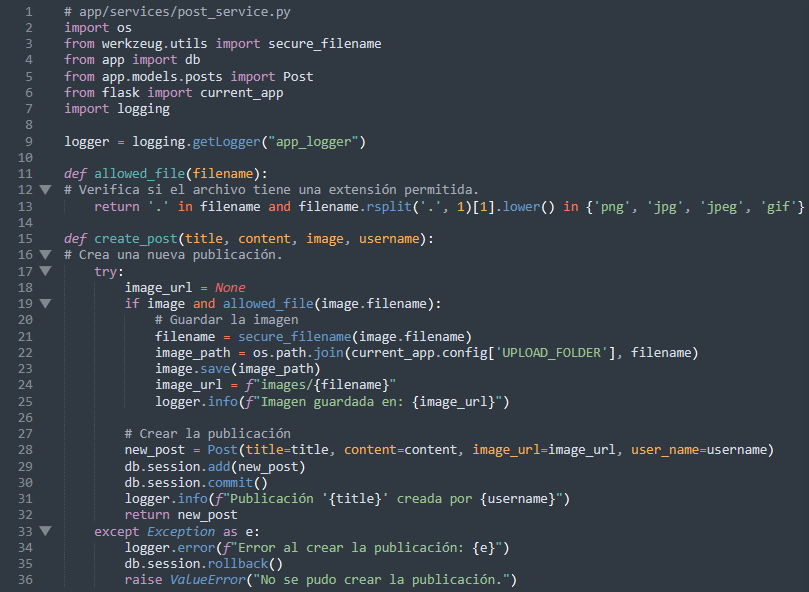 1 # app/services/post_service.py
2 import os
3 from werkzeug.utils import secure_filename
4 from app import db
5 from app.models.posts import Post
6 from flask import current_app
7 import logging
8
9 logger = logging.getLogger("app_logger")
10
11 def allowed_file(filename):
12 # Verifica si el archivo tiene una extensión permitida.
13     return '.' in filename and filename.rsplit('.', 1)[1].lower() in {'png', 'jpg', 'jpeg', 'gif'}
14
15 def create_post(title, content, image, username):
16 # Crea una nueva publicación.
17     try:
18         image_url = None
19         if image and allowed_file(image.filename):
20             # Guardar la imagen
21             filename = secure_filename(image.filename)
22             image_path = os.path.join(current_app.config['UPLOAD_FOLDER'], filename)
23             image.save(image_path)
24             image_url = f"images/{filename}"
25             logger.info(f"Imagen guardada en: {image_url}")
26
27         # Crear la publicación
28         new_post = Post(title=title, content=content, image_url=image_url, user_name=username)
29         db.session.add(new_post)
30         db.session.commit()
31         logger.info(f"Publicación '{title}' creada por {username}")
32         return new_post
33     except Exception as e:
34         logger.error(f"Error al crear la publicación: {e}")
35         db.session.rollback()
36         raise ValueError("No se pudo crear la publicación.")